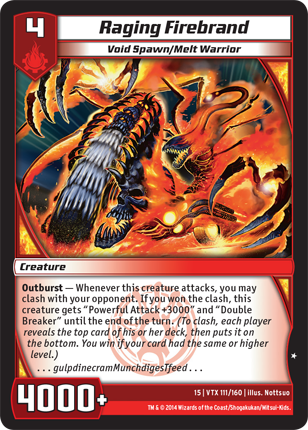 4
Raging Firebrand
Void Spawn/Melt Warrior
Creature
Outburst — Whenever this creature attacks, you may
clash with your opponent. If you won the clash, this
creature gets "Powerful Attack +3000" and "Double
Breaker" until the end of the turn. (To clash, each player
reveals the top card of his or her deck, then puts it on
the bottom. You win if your card had the same or higher
level.)
. . . gulpdinecramMunchdigesTfeed . . .
15 | VTX 111/160 | illus. Nottsuo
4000+
TM & © 2014 Wizards of the Coast/Shogakukan/Mitsui-Kids.